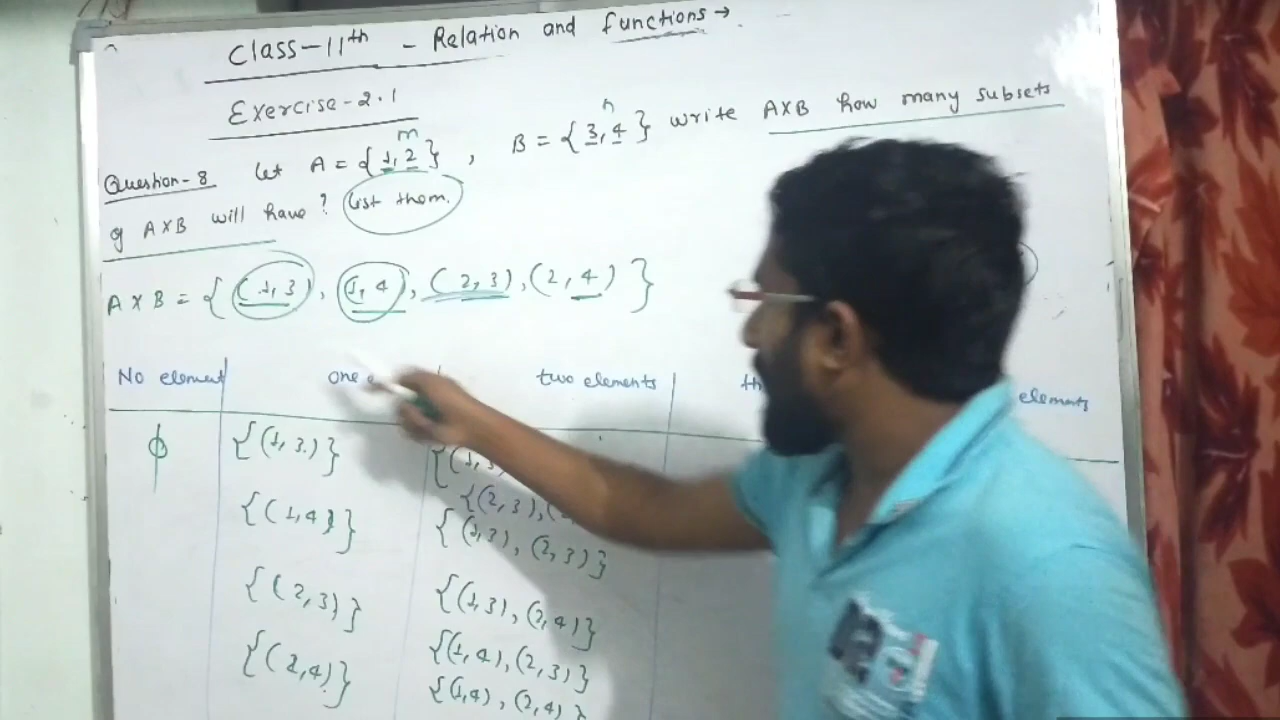 Class-11th - Relation and functions →
Exercise-2.1
Question-8 Let A = {1, 2} , B = {3, 4} write AXB how many subsets
m n
of AXB will have? List them.
A X B = { (1, 3), (1, 4), (2, 3), (2, 4) }
No element one two elements elements
ϕ {(1, 3)} {(1, 3)
{(2, 3), (2,
{(1, 4)} {(1, 3), (2, 3)}
{(2, 3)} {(1, 3), (2, 4)}
{(2, 4)} {(1, 4), (2, 3)}
{(1, 4), (2, 4)}